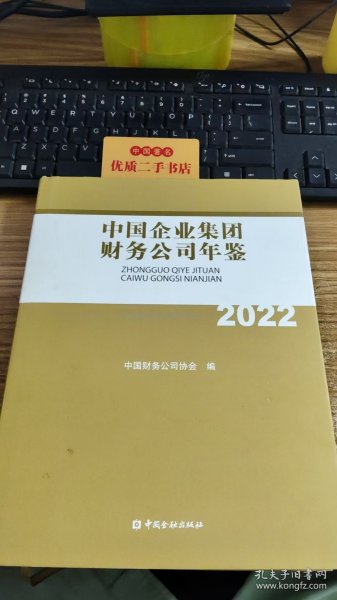 中国著名
优质二手书店
中国企业集团
财务公司年鉴
ZHONGGUO QIYE JITUAN
CAIWU GONGSI NIANJIAN
2022
中国财务公司协会 编
中国金融出版社
孔夫子旧书网
www.kongfz.com